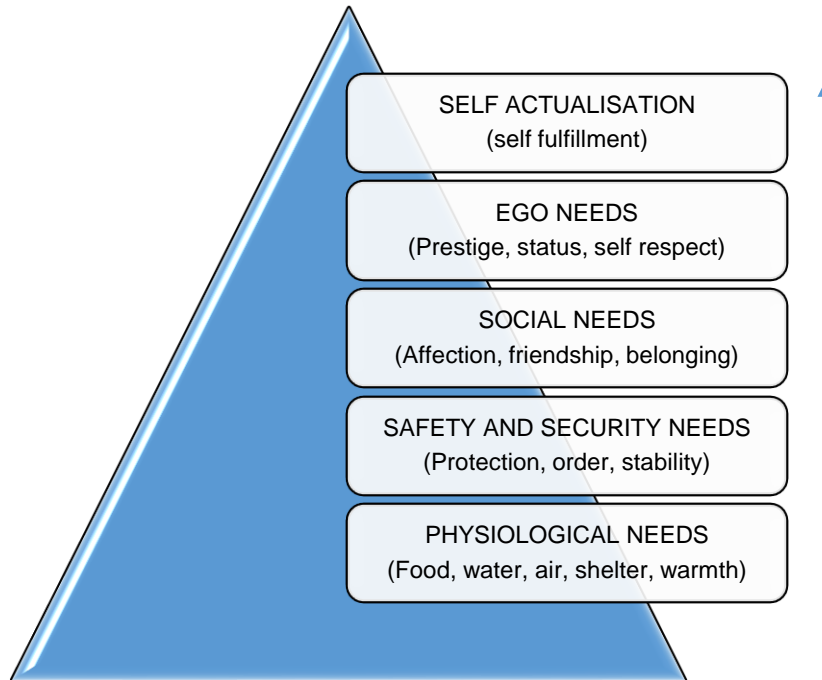 SELF ACTUALISATION
(self fulfillment)
EGO NEEDS
(Prestige, status, self respect)
SOCIAL NEEDS
(Affection, friendship, belonging)
SAFETY AND SECURITY NEEDS
(Protection, order, stability)
PHYSIOLOGICAL NEEDS
(Food, water, air, shelter, warmth)